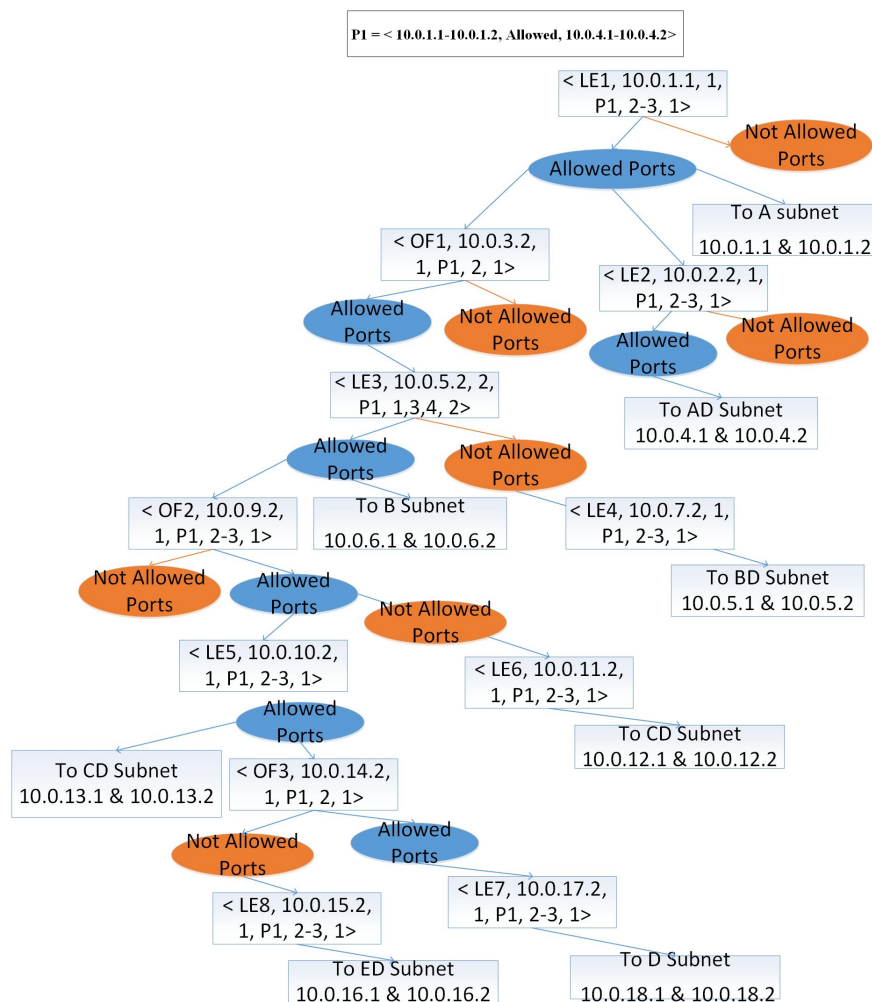 P1 = < 10.0.1.1-10.0.1.2, Allowed, 10.0.4.1-10.0.4.2>
< LE1, 10.0.1.1, 1,
P1, 2-3, 1>
Not Allowed
Ports
Allowed Ports
To A subnet
10.0.1.1 & 10.0.1.2
< OF1, 10.0.3.2,
1, P1, 2, 1>
< LE2, 10.0.2.2, 1,
P1, 2-3, 1>
Allowed
Ports
Not Allowed
Ports
Allowed
Ports
Not Allowed
Ports
< LE3, 10.0.5.2, 2,
P1, 1,3,4, 2>
To AD Subnet
10.0.4.1 & 10.0.4.2
Allowed
Ports
Not Allowed
Ports
< OF2, 10.0.9.2,
1, P1, 2-3, 1>
To B Subnet
10.0.6.1 & 10.0.6.2
< LE4, 10.0.7.2, 1,
P1, 2-3, 1>
Not Allowed
Ports
Allowed
Ports
To BD Subnet
10.0.5.1 & 10.0.5.2
Not Allowed
Ports
< LE5, 10.0.10.2,
1, P1, 2-3, 1>
< LE6, 10.0.11.2,
1, P1, 2-3, 1>
Allowed
Ports
To CD Subnet
10.0.12.1 & 10.0.12.2
To CD Subnet
10.0.13.1 & 10.0.13.2
< OF3, 10.0.14.2,
1, P1, 2, 1>
Not Allowed
Ports
Allowed
Ports
< LE8, 10.0.15.2,
1, P1, 2-3, 1>
< LE7, 10.0.17.2,
1, P1, 2-3, 1>
To ED Subnet
10.0.16.1 & 10.0.16.2
To D Subnet
10.0.18.1 & 10.0.18.2